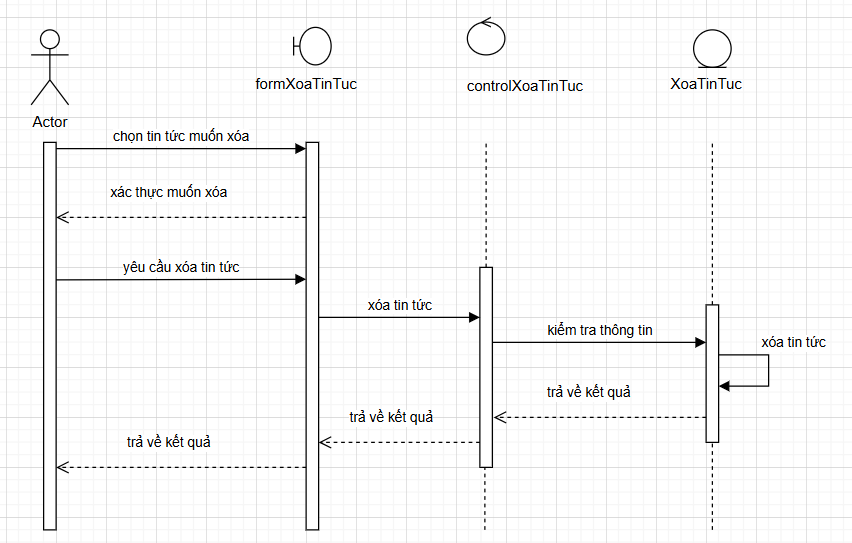 formXoaTinTuc
controlXoaTinTuc
XoaTinTuc
Actor
chọn tin tức muốn xóa
xác thực muốn xóa
yêu cầu xóa tin tức
xóa tin tức
kiểm tra thông tin
xóa tin tức
trả về kết quả
trả về kết quả
trả về kết quả